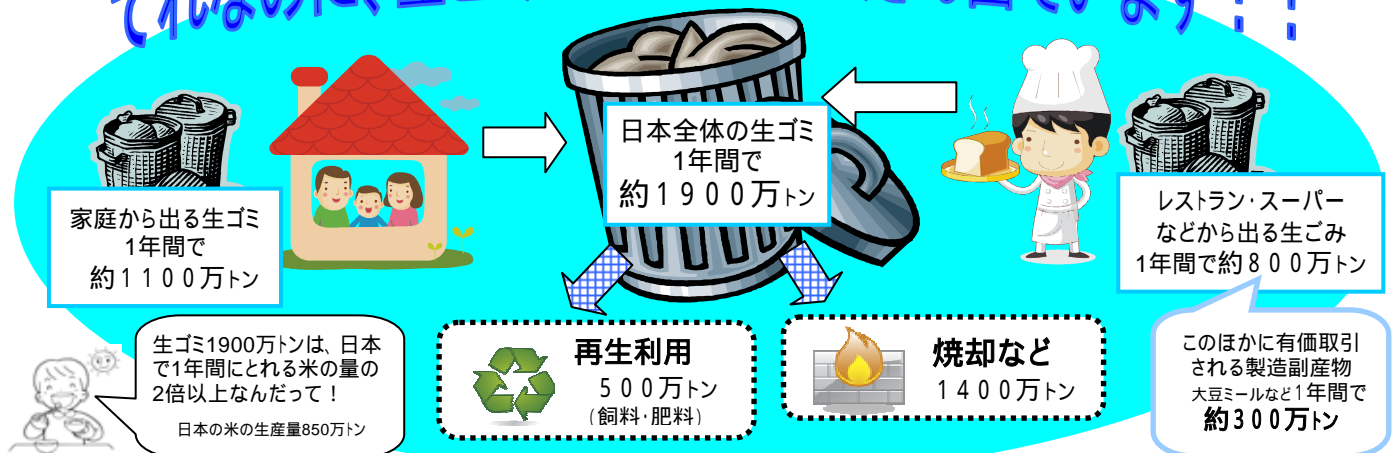 日本全体の生ゴミ
1年間で
約1900万トン
家庭から出る生ゴミ
1年間で
約1100万トン
レストラン・スーパー
などから出る生ごみ
1年間で約800万トン
生ゴミ1900万トンは、日本
で1年間にとれる米の量の
2倍以上なんだって！
日本の米の生産量850万トン
再生利用
500万トン
(飼料・肥料)
焼却など
1400万トン
このほかに有価取引
される製造副産物
大豆ミールなど1年間で
約300万トン